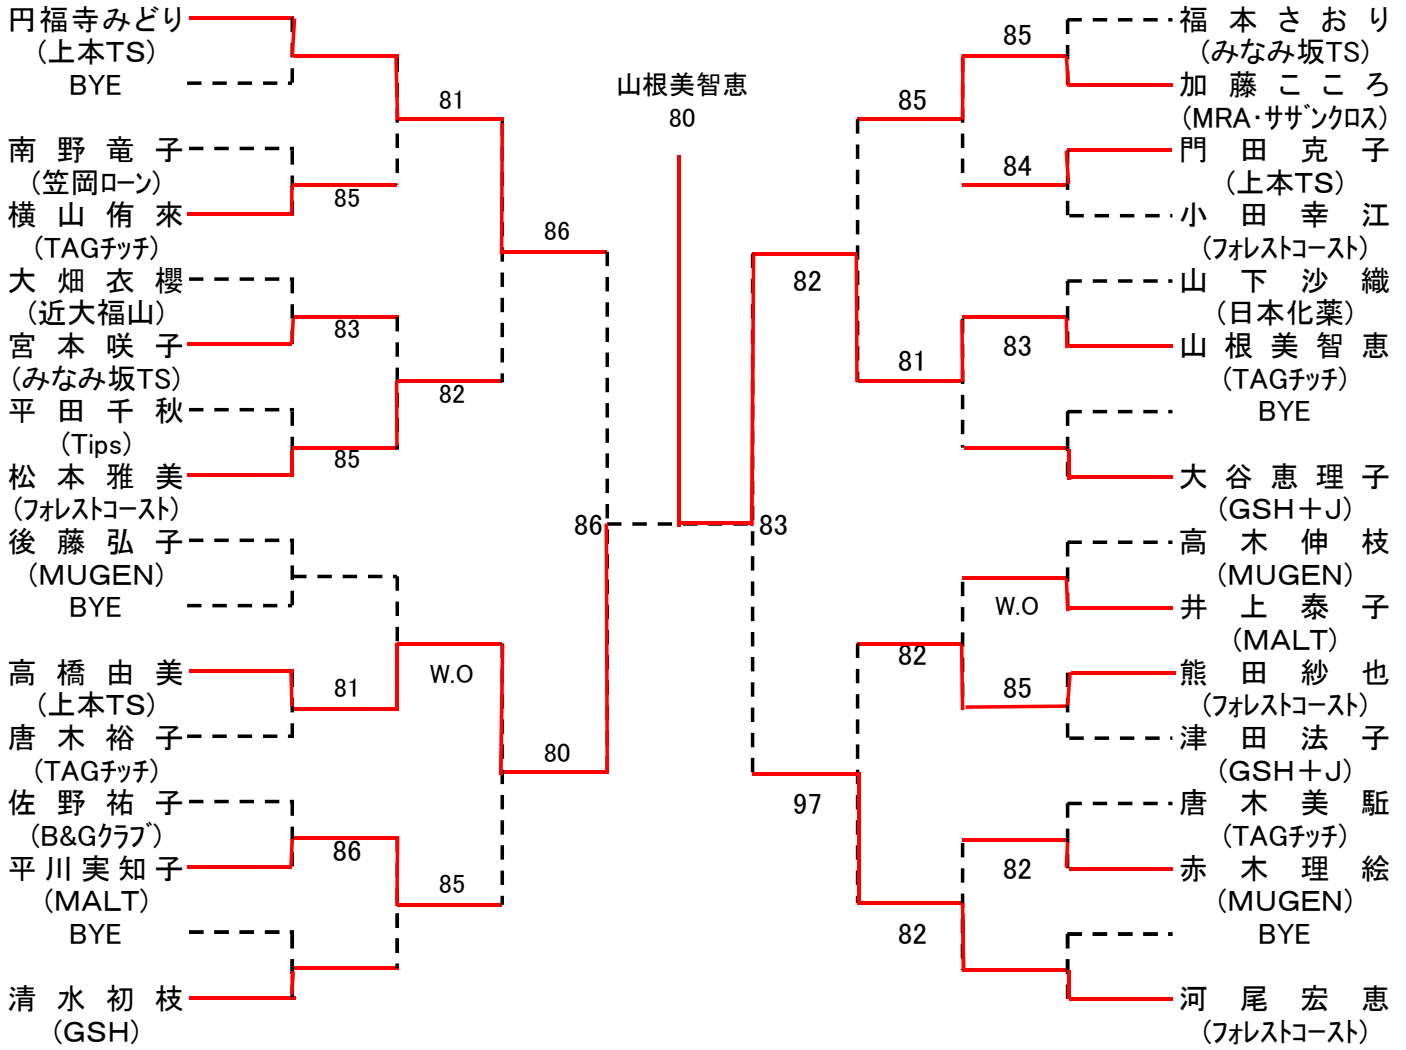 円福寺みどり
(上本TS)
BYE
南野竜子
(笠岡ローン)
横山侑來
(TAGチッチ)
大畑衣櫻
(近大福山)
宮本咲子
(みなみ坂TS)
平田千秋
(Tips)
松本雅美
(フォレストコースト)
後藤弘子
(MUGEN)
BYE
高橋由美
(上本TS)
唐木裕子
(TAGチッチ)
佐野祐子
(B&Gクラブ)
平川実知子
(MALT)
BYE
清水初枝
(GSH)
81
85
83
82
85
86
81
W.O
80
86
85
86
山根美智恵
80
83
82
97
85
81
82
82
85
84
83
W.O
85
82
福本さおり
(みなみ坂TS)
加藤こころ
(MRA・サザンクロス)
門田克子
(上本TS)
小田幸江
(フォレストコースト)
山下沙織
(日本化薬)
山根美智恵
(TAGチッチ)
BYE
大谷恵理子
(GSH+J)
高木伸枝
(MUGEN)
井上泰子
(MALT)
熊田紗也
(フォレストコースト)
津田法子
(GSH+J)
唐木美駈
(TAGチッチ)
赤木理絵
(MUGEN)
BYE
河尾宏恵
(フォレストコースト)